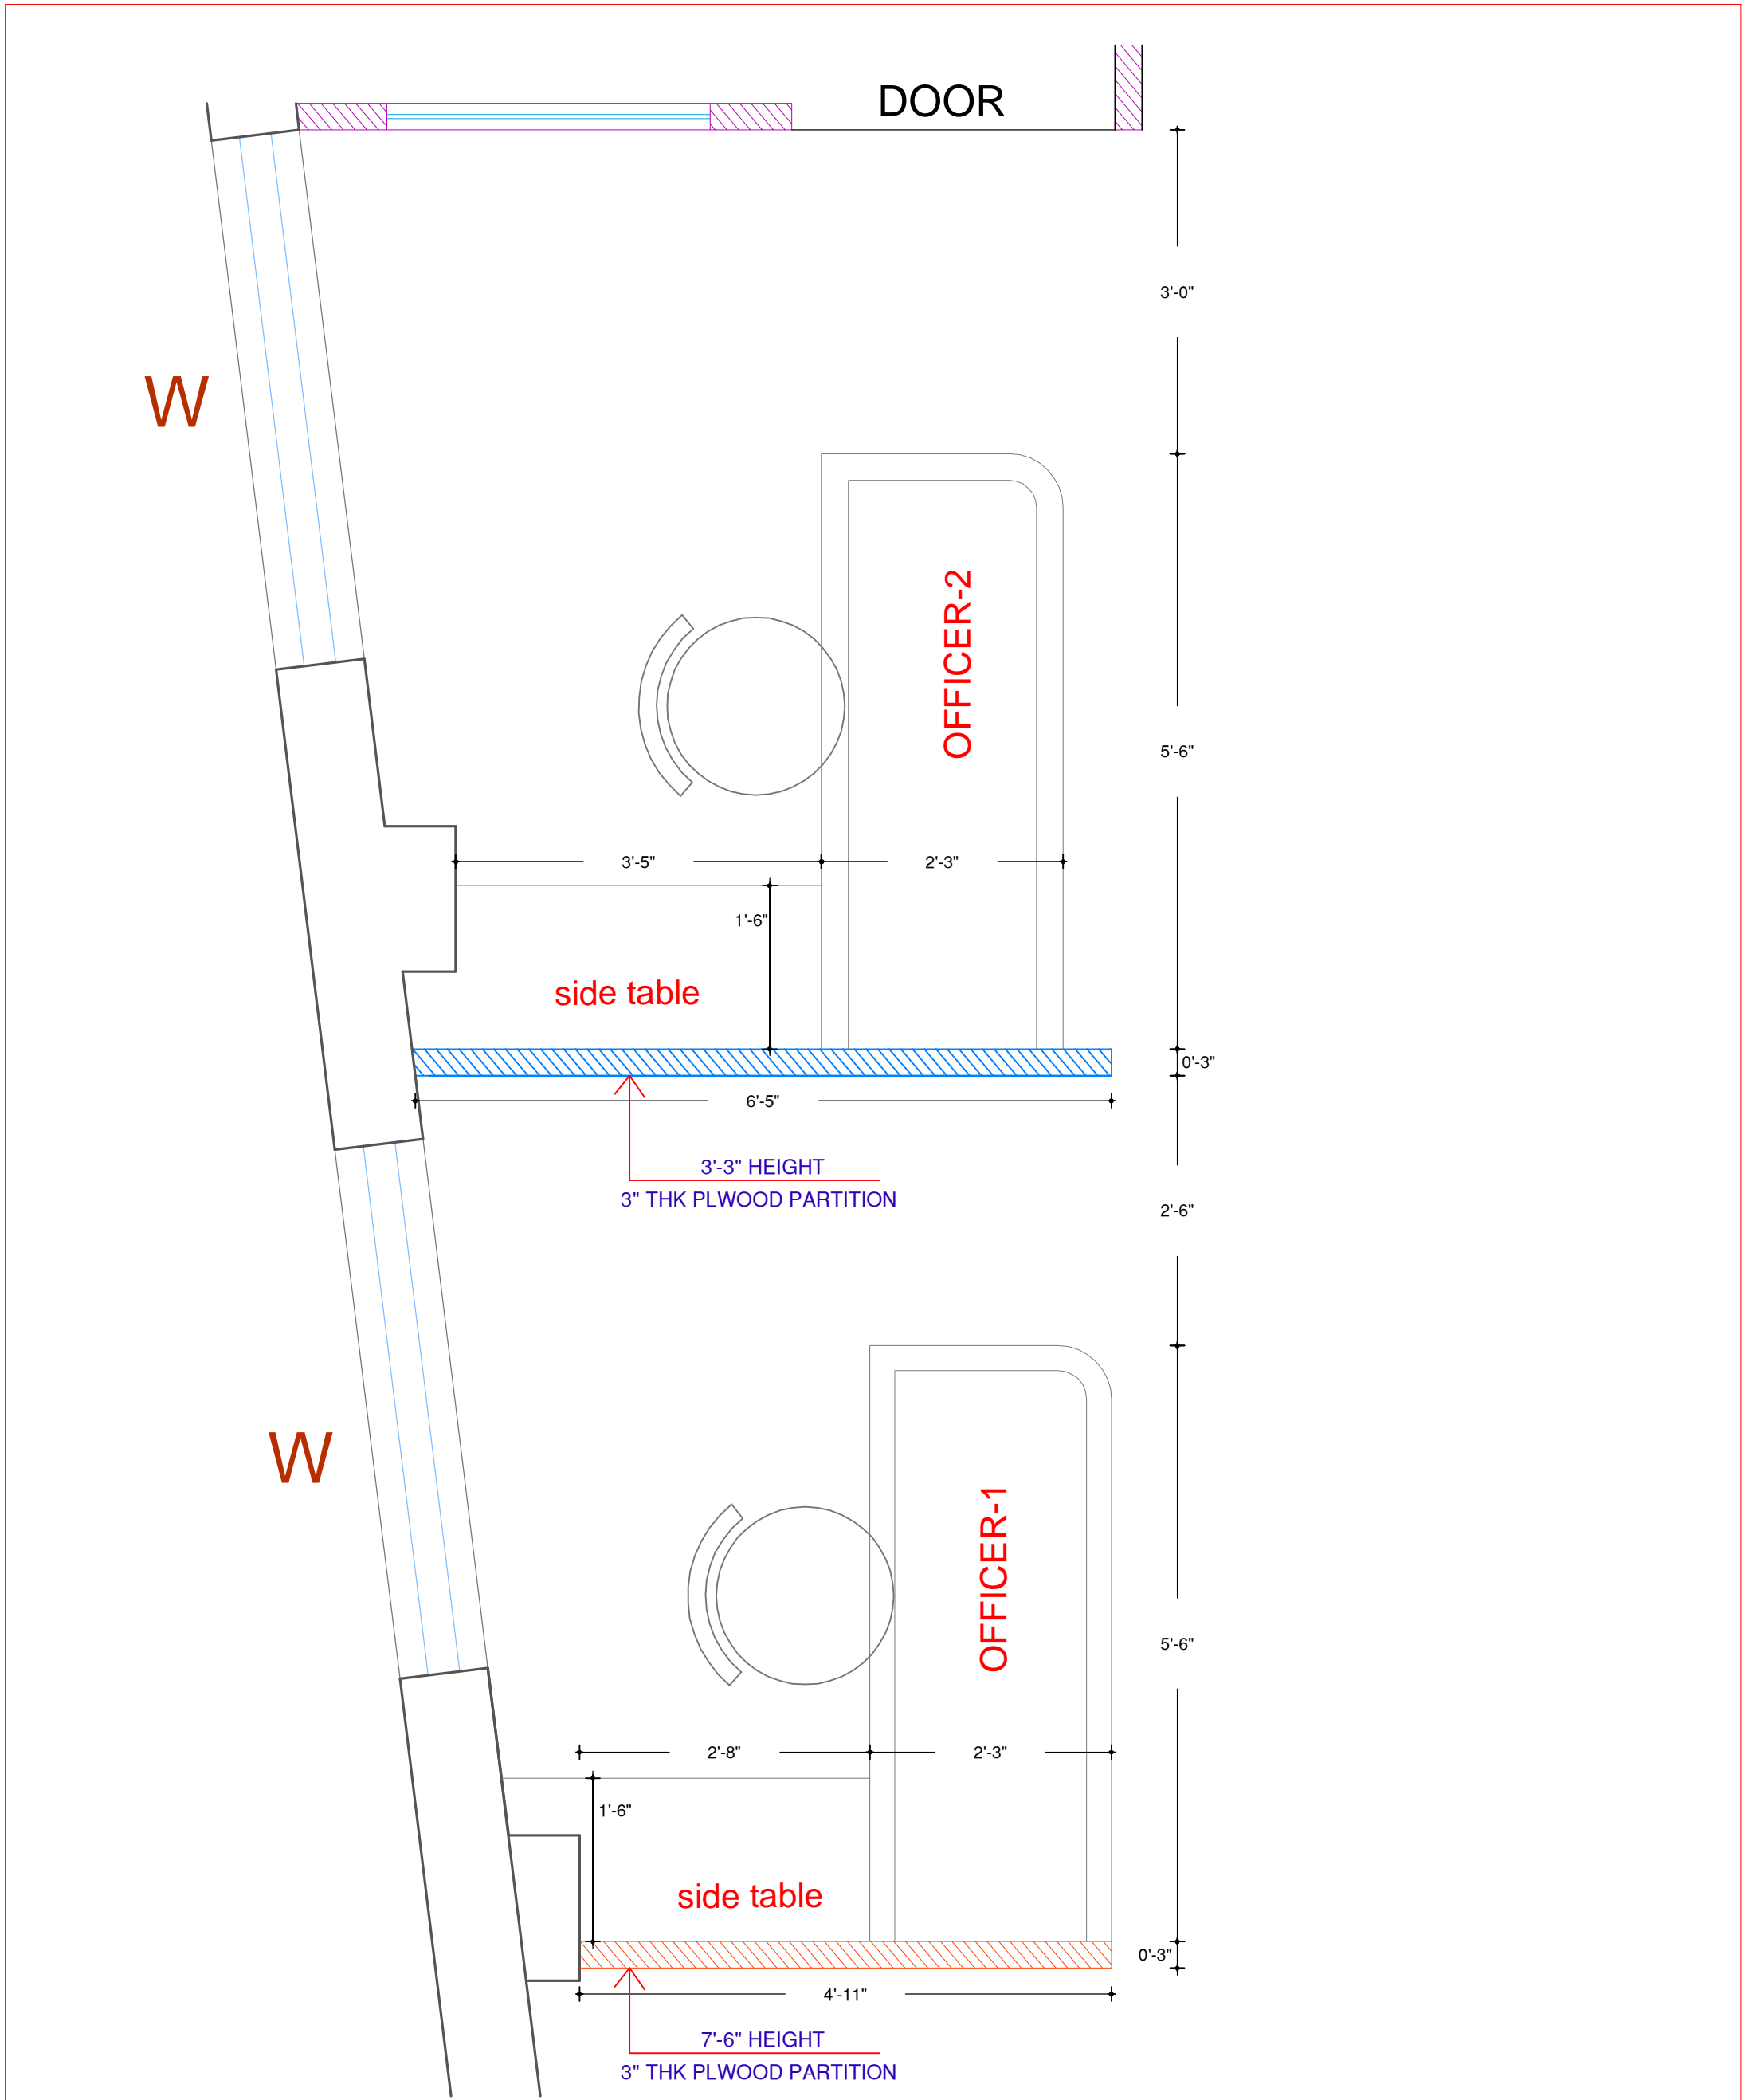 DOOR
3'-0"
W
OFFICER-2
5'-6"
3'-5"
2'-3"
1'-6"
side table
0'-3"
6'-5"
3'-3" HEIGHT
3" THK PLWOOD PARTITION
2'-6"
W
OFFICER-1
5'-6"
2'-8"
2'-3"
1'-6"
side table
0'-3"
4'-11"
7'-6" HEIGHT
3" THK PLWOOD PARTITION